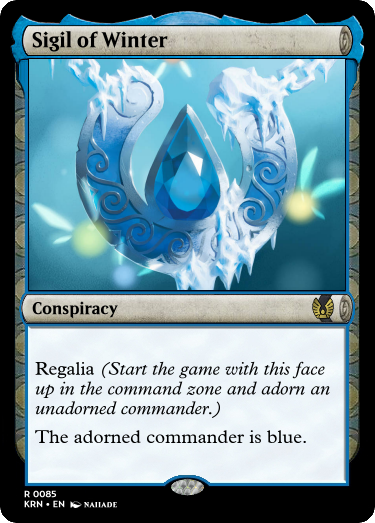 Sigil of Winter
Conspiracy
Regalia (Start the game with this face
up in the command zone and adorn an
unadorned commander.)
The adorned commander is blue.
R 0085
KRN • EN NAIIADE